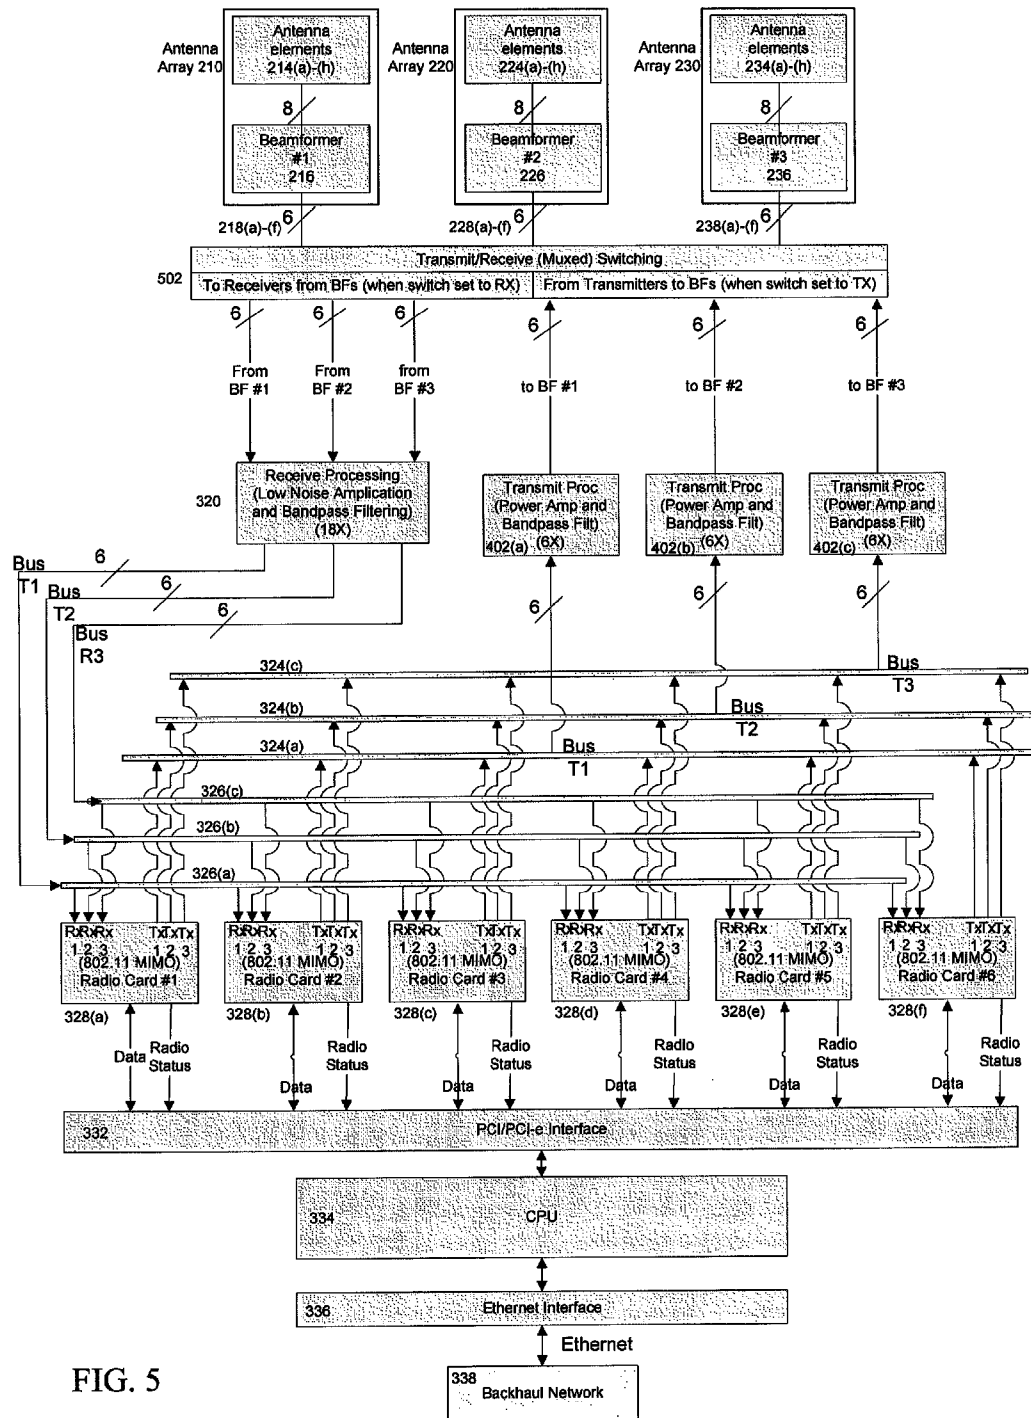 Antenna
Array 210
Antenna
elements
214(a)-(h)
8
Beamformer
#1
216
Antenna
Array 220
Antenna
elements
224(a)-(h)
8
Beamformer
#2
226
Antenna
Array 230
Antenna
elements
234(a)-(h)
8
Beamformer
#3
236
218(a)-(f)
6
228(a)-(f)
6
238(a)-(f)
6
502
Transmit/Receive (Muxed) Switching
To Receivers from BFs (when switch set to RX)
From Transmitters to BFs (when switch set to TX)
6
6
6
6
6
6
From
BF #1
From
BF #2
from
BF #3
to BF #1
to BF #2
to BF #3
320
Receive Processing
(Low Noise Amplication
and Bandpass Filtering)
(18X)
Transmit Proc
(Power Amp and
Bandpass Filt)
402(a)
(6X)
Transmit Proc
(Power Amp and
Bandpass Filt)
402(b)
(6X)
Transmit Proc
(Power Amp and
Bandpass Filt)
402(c)
(6X)
Bus
T1
6
Bus
T2
6
Bus
R3
6
6
6
6
324(c)
Bus
T3
324(b)
Bus
T2
324(a)
Bus
T1
326(c)
326(b)
326(a)
RxRxRx
TxTxTx
1 2 3
1 2 3
(802.11 MIMO)
Radio Card #1
RxRxRx
TxTxTx
1 2 3
1 2 3
(802.11 MIMO)
Radio Card #2
RxRxRx
TxTxTx
1 2 3
1 2 3
(802.11 MIMO)
Radio Card #3
RxRxRx
TxTxTx
1 2 3
1 2 3
(802.11 MIMO)
Radio Card #4
RxRxRx
TxTxTx
1 2 3
1 2 3
(802.11 MIMO)
Radio Card #5
RxRxRx
TxTxTx
1 2 3
1 2 3
(802.11 MIMO)
Radio Card #6
328(a)
328(b)
328(c)
328(d)
328(e)
328(f)
Data
Radio
Status
Data
Radio
Status
Data
Radio
Status
Data
Radio
Status
Data
Radio
Status
Data
Radio
Status
332
PCI/PCI-e Interface
334
CPU
336
Ethernet Interface
Ethernet
338
Backhaul Network
FIG. 5